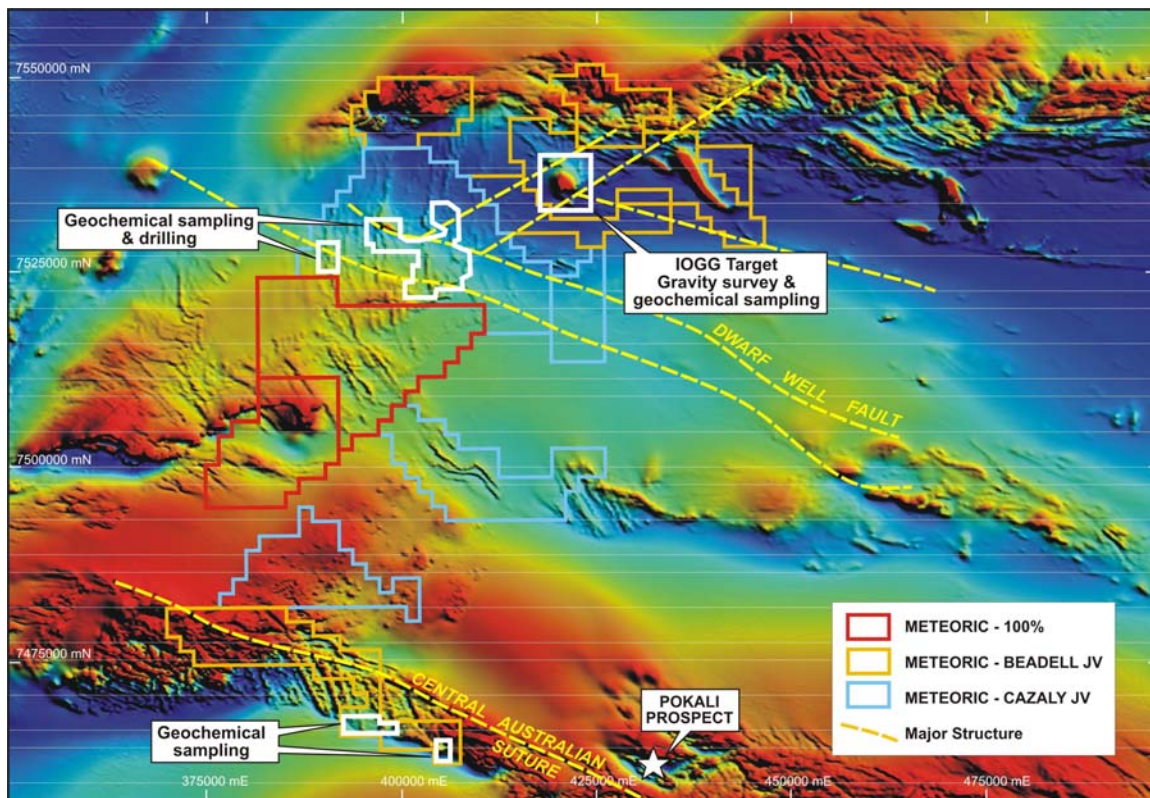 7550000 mN
Geochemical sampling
& drilling
7525000 mN
IOGG Target
Gravity survey &
geochemical sampling
DWARF WELL FAULT
7500000 mN
7475000 mN
CENTRAL AUSTRALIAN
SUTURE
Geochemical
sampling
POKALI
PROSPECT
METEORIC - 100%
METEORIC - BEADELL JV
METEORIC - CAZALY JV
Major Structure
375000 mE
400000 mE
425000 mE
450000 mE
475000 mE